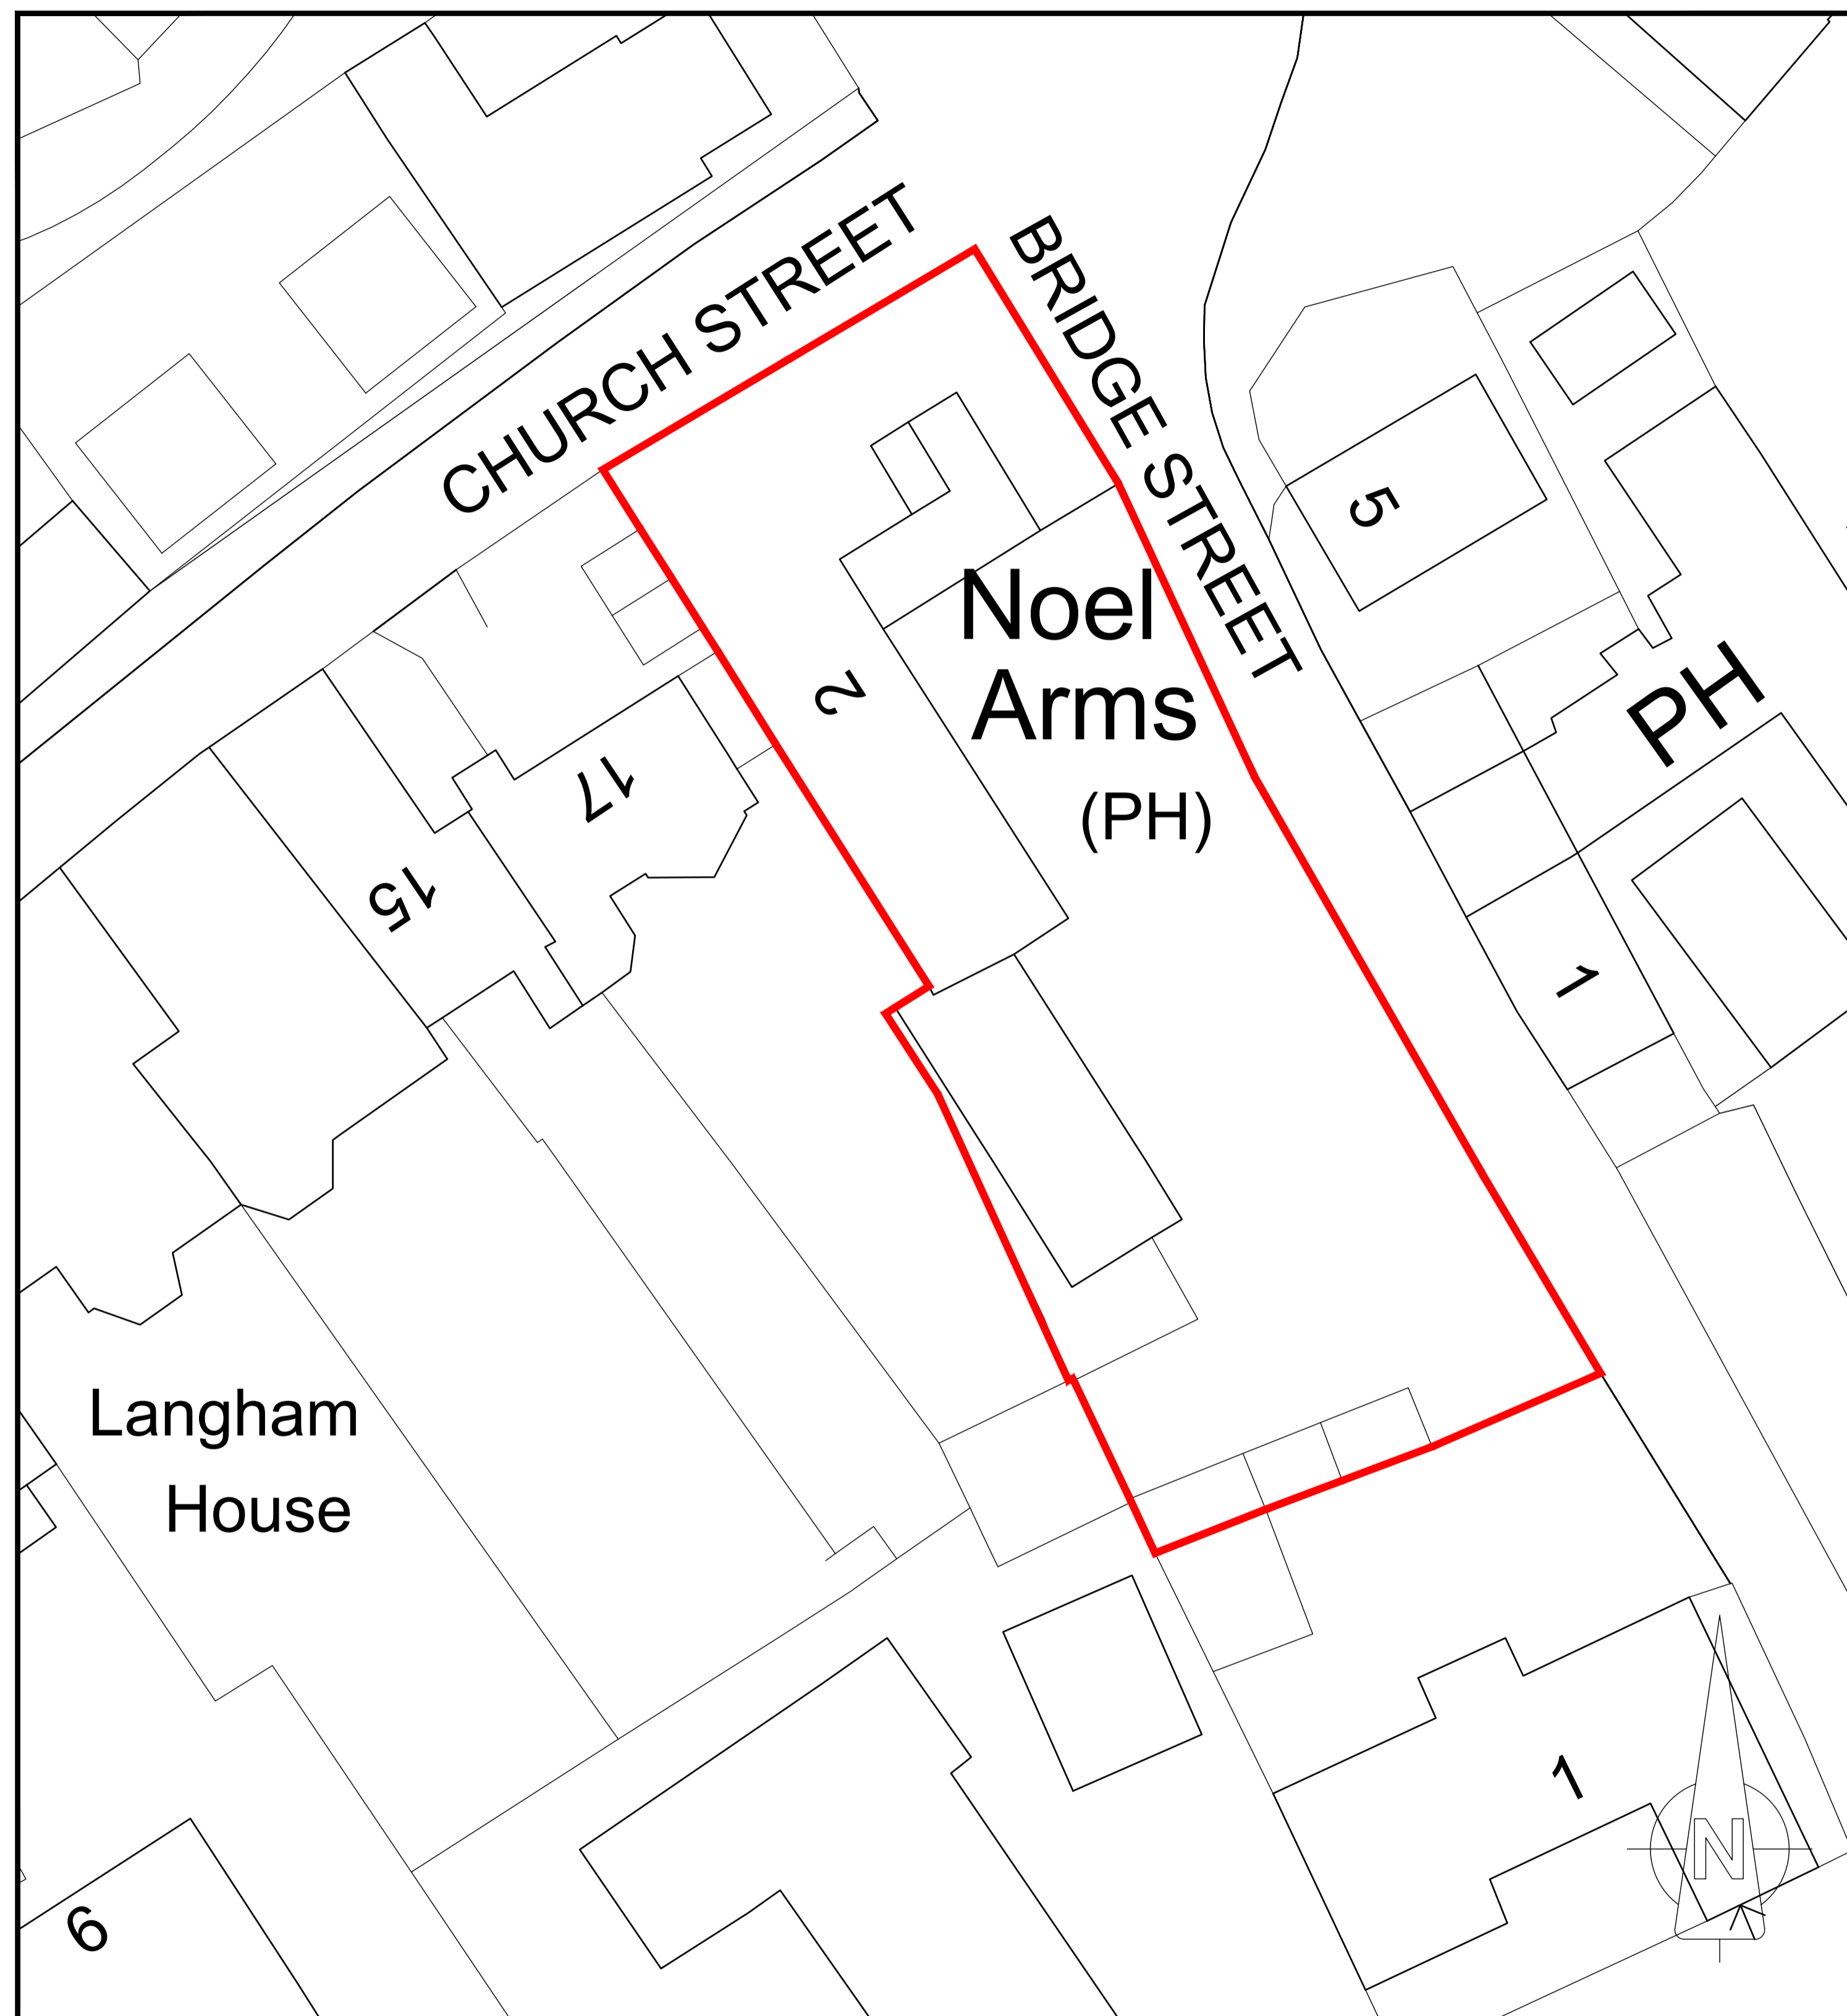 CHURCH STREET
BRIDGE STREET
5
Noel
Arms
(PH)
2
PH
17
15
1
Langham
House
1
N
6